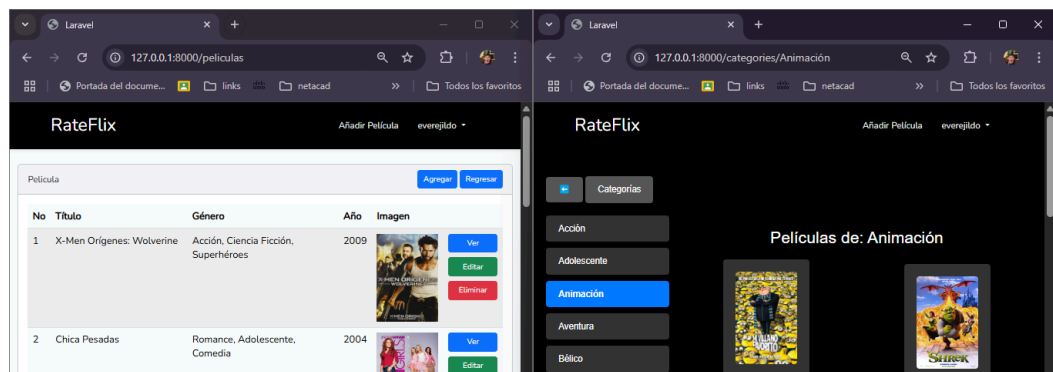 Laravel
127.0.0.1:8000/peliculas
Portada del docume... links netacad Todos los favoritos
RateFlix Añadir Película everejildo
Película Agregar Regresar
No Título Género Año Imagen
1 X-Men Orígenes: Wolverine Acción, Ciencia Ficción, 2009 Ver
Superhéroes Editar
Eliminar
2 Chica Pesadas Romance, Adolescente, 2004 Ver
Comedia Editar
Laravel
127.0.0.1:8000/categories/Animación
Portada del docume... links netacad Todos los favoritos
RateFlix Añadir Película everejildo
Categorías
Acción
Películas de: Animación
Adolescente
Animación
Aventura
Bélico
SHREK